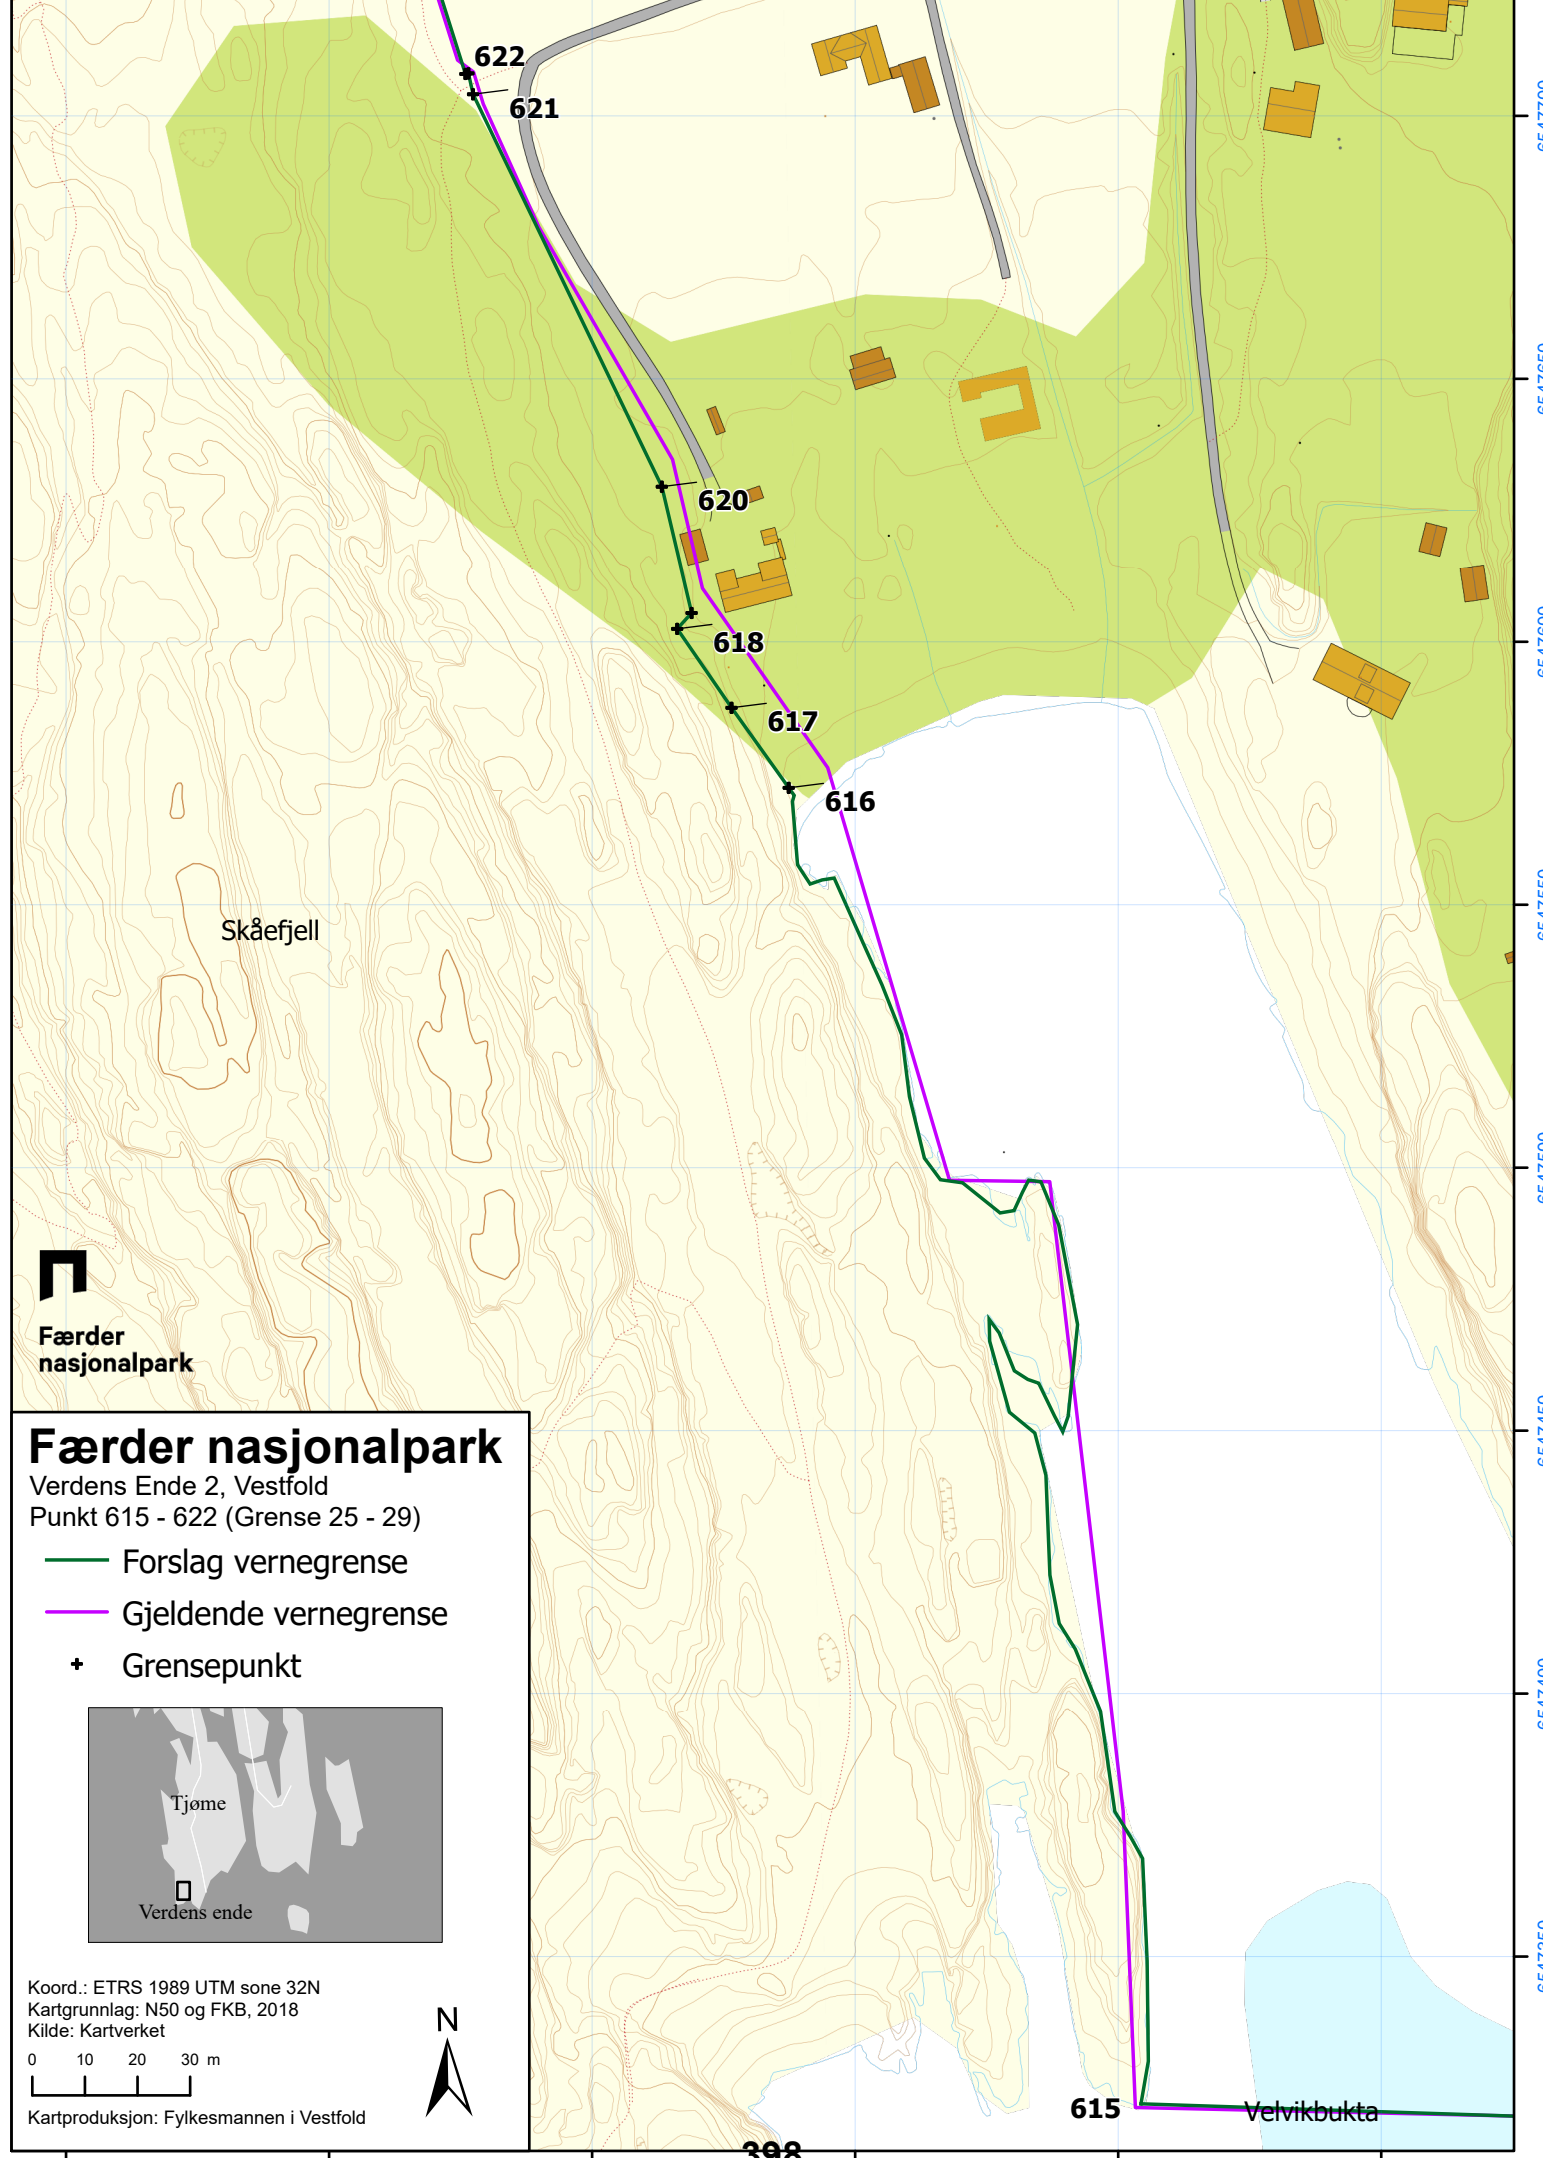 622
621
620
618
617
616
Skåefjell
Færder
nasjonalpark
Færder nasjonalpark
Verdens Ende 2, Vestfold
Punkt 615 - 622 (Grense 25 - 29)
Forslag vernegrense
Gjeldende vernegrense
Grensepunkt
Tjøme
Verdens ende
Koord.: ETRS 1989 UTM sone 32N
Kartgrunnlag: N50 og FKB, 2018
Kilde: Kartverket
N
0 10 20 30 m
Kartproduksjon: Fylkesmannen i Vestfold
615
Velvikbukta
398